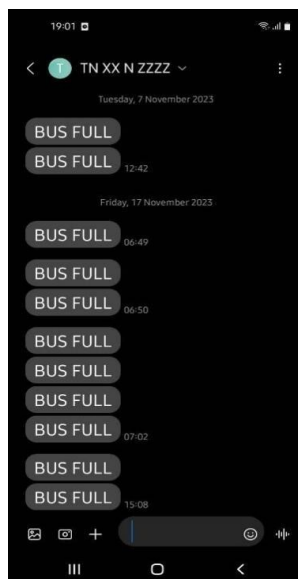 19:01
T TN XX N ZZZZ
Tuesday, 7 November 2023
BUS FULL
BUS FULL 12:42
Friday, 17 November 2023
BUS FULL 06:49
BUS FULL
BUS FULL 06:50
BUS FULL
BUS FULL
BUS FULL
BUS FULL 07:02
BUS FULL
BUS FULL 15:08